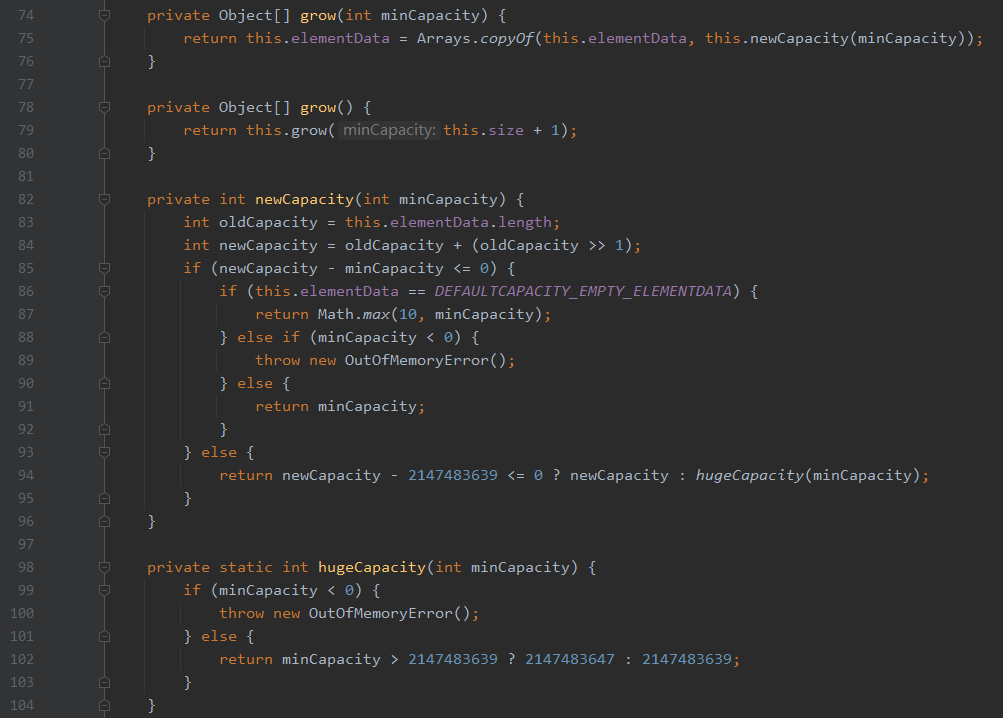 74 private Object[] grow(int minCapacity) {
75 return this.elementData = Arrays.copyOf(this.elementData, this.newCapacity(minCapacity));
76 }
77
78 private Object[] grow() {
79 return this.grow( minCapacity: this.size + 1);
80 }
81
82 private int newCapacity(int minCapacity) {
83 int oldCapacity = this.elementData.length;
84 int newCapacity = oldCapacity + (oldCapacity >> 1);
85 if (newCapacity - minCapacity <= 0) {
86 if (this.elementData == DEFAULTCAPACITY_EMPTY_ELEMENTDATA) {
87 return Math.max(10, minCapacity);
88 } else if (minCapacity < 0) {
89 throw new OutOfMemoryError();
90 } else {
91 return minCapacity;
92 }
93 } else {
94 return newCapacity - 2147483639 <= 0 ? newCapacity : hugeCapacity(minCapacity);
95 }
96 }
97
98 private static int hugeCapacity(int minCapacity) {
99 if (minCapacity < 0) {
100 throw new OutOfMemoryError();
101 } else {
102 return minCapacity > 2147483639 ? 2147483647 : 2147483639;
103 }
104 }